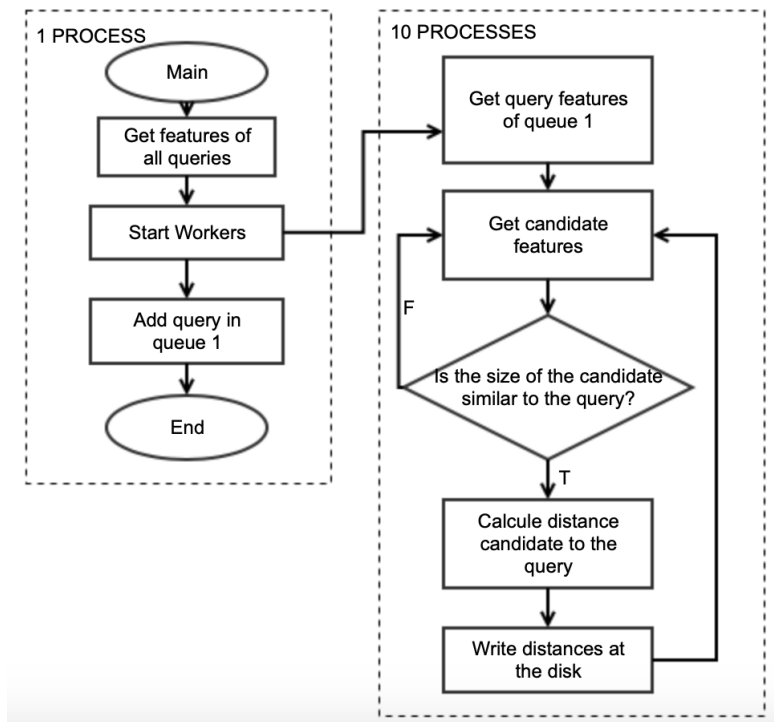 1 PROCESS
Main
Get features of
all queries
Start Workers
Add query in
queue 1
End
10 PROCESSES
Get query features
of queue 1
Get candidate
features
F
Is the size of the candidate
similar to the query?
T
Calcule distance
candidate to the
query
Write distances at
the disk